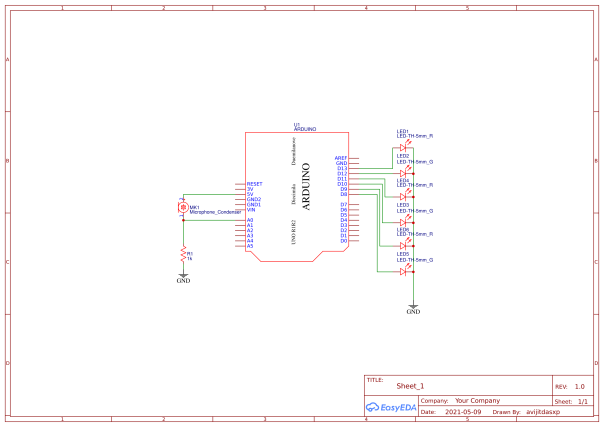 1
2
3
4
5
A
A
B
B
C
C
D
D
U1
ARDUINO
Duemilanove
Diecimila
ARDUINO
UNO R1R2
RESET
3V
5V
GND2
GND1
VIN
A0
A1
A2
A3
A4
A5
AREF
GND
D13
D12
D11
D10
D9
D8
D7
D6
D5
D4
D3
D2
D1
D0
MK1
Microphone_Condenser
R1
1k
GND
LED1
LED-TH-5mm_R
LED2
LED-TH-5mm_G
LED4
LED-TH-5mm_R
LED3
LED-TH-5mm_G
LED6
LED-TH-5mm_R
LED5
LED-TH-5mm_G
GND
TITLE:
Sheet_1
REV: 1.0
EasyEDA
Company: Your Company
Sheet: 1/1
Date: 2021-05-09 Drawn By: avijitdasxp
1
2
3
4
5